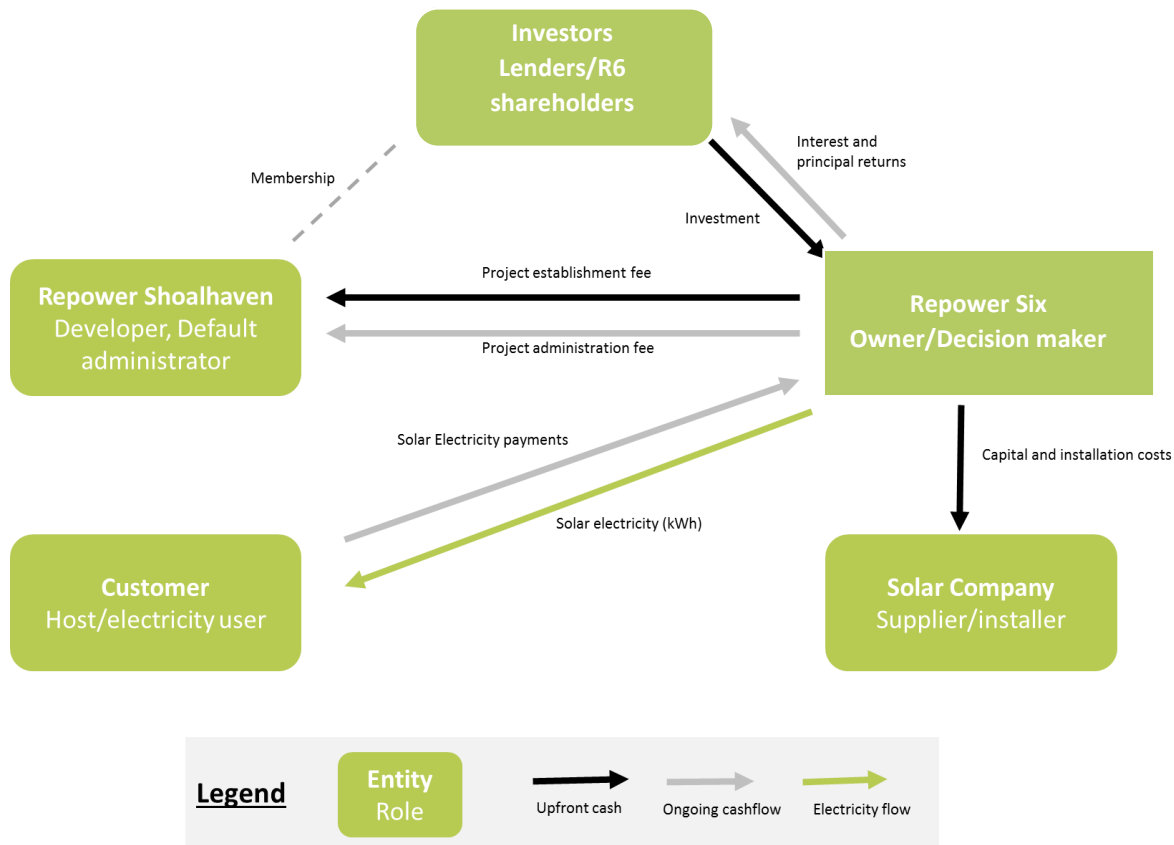 Investors
Lenders/R6
shareholders
Interest and
principal returns
Membership
Investment
Project establishment fee
Repower Shoalhaven
Developer, Default
administrator
Repower Six
Owner/Decision maker
Project administration fee
Solar Electricity payments
Capital and installation costs
Solar electricity (kWh)
Customer
Host/electricity user
Solar Company
Supplier/installer
Legend
Entity
Role
Upfront cash
Ongoing cashflow
Electricity flow